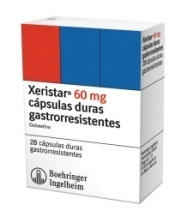 Xeristar® 60 mg
cápsulas duras
gastrorresistentes
Duloxetina
28 cápsulas duras
gastrorresistentes
Boehringer
Ingelheim